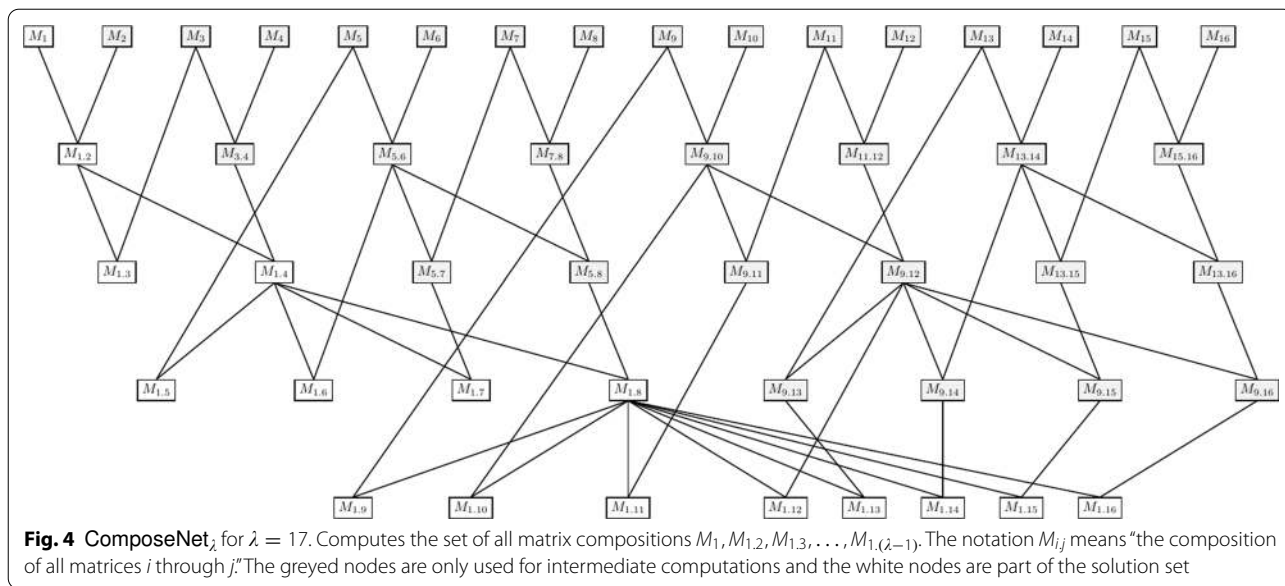 M1 M2 M3 M4 M5 M6 M7 M8 M9 M10 M11 M12 M13 M14 M15 M16
M1.2 M3.4 M5.6 M7.8 M9.10 M11.12 M13.14 M15.16
M1.3 M1.4 M5.7 M5.8 M9.11 M9.12 M13.15 M13.16
M1.5 M1.6 M1.7 M1.8 M9.13 M9.14 M9.15 M9.16
M1.9 M1.10 M1.11 M1.12 M1.13 M1.14 M1.15 M1.16
Fig. 4 ComposeNetλ for λ = 17. Computes the set of all matrix compositions M1, M1.2, M1.3, . . . , M1.(λ−1). The notation Mi.j means “the composition
of all matrices i through j.” The greyed nodes are only used for intermediate computations and the white nodes are part of the solution set